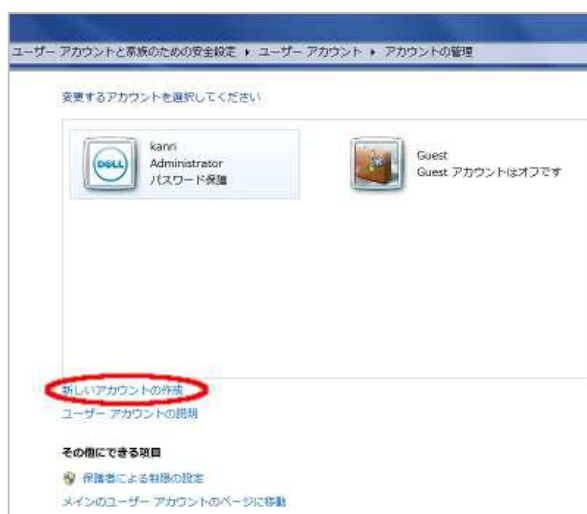 ユーザー アカウントと家族のための安全設定 ▸ ユーザー アカウント ▸ アカウントの管理
変更するアカウントを選択してください
DELL
kanri
Administrator
パスワード保護
Guest
Guest アカウントはオフです
新しいアカウントの作成
ユーザー アカウントの説明
その他にできる項目
保護者による制限の設定
メインのユーザー アカウントのページに移動